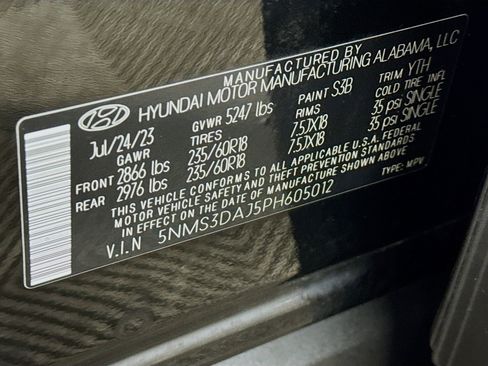 MANUFACTURED BY
HYUNDAI MOTOR MANUFACTURING ALABAMA, LLC
Jul/24/23 GVWR 5247 lbs PAINT S3B TRIM YTH
GAWR TIRES RIMS COLD TIRE INFL
FRONT 2866 lbs 235/60R18 7.5JX18 35 psi SINGLE
REAR 2976 lbs 235/60R18 7.5JX18 35 psi SINGLE
THIS VEHICLE CONFORMS TO ALL APPLICABLE U.S.A. FEDERAL
MOTOR VEHICLE SAFETY AND THEFT PREVENTION STANDARDS
IN EFFECT ON THE DATE OF MANUFACTURE SHOWN ABOVE.
V.I.N 5NMS3DAJ5PH605012 TYPE: MPV